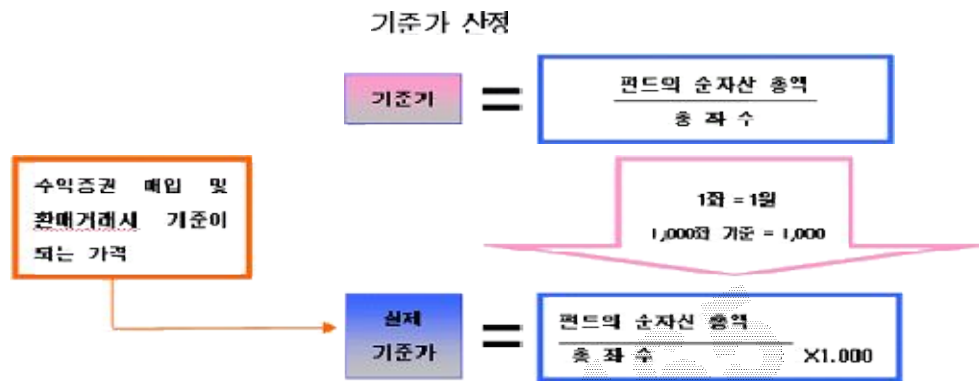 기준가 산정
기준가
=
펀드의 순자산 총액
총 좌 수
수익증권 매입 및
환매거래시 기준이
되는 가격
1좌 = 1원
1,000좌 기준 = 1,000
실제
기준가
=
펀드의 순자산 총액
총 좌 수 X1.000